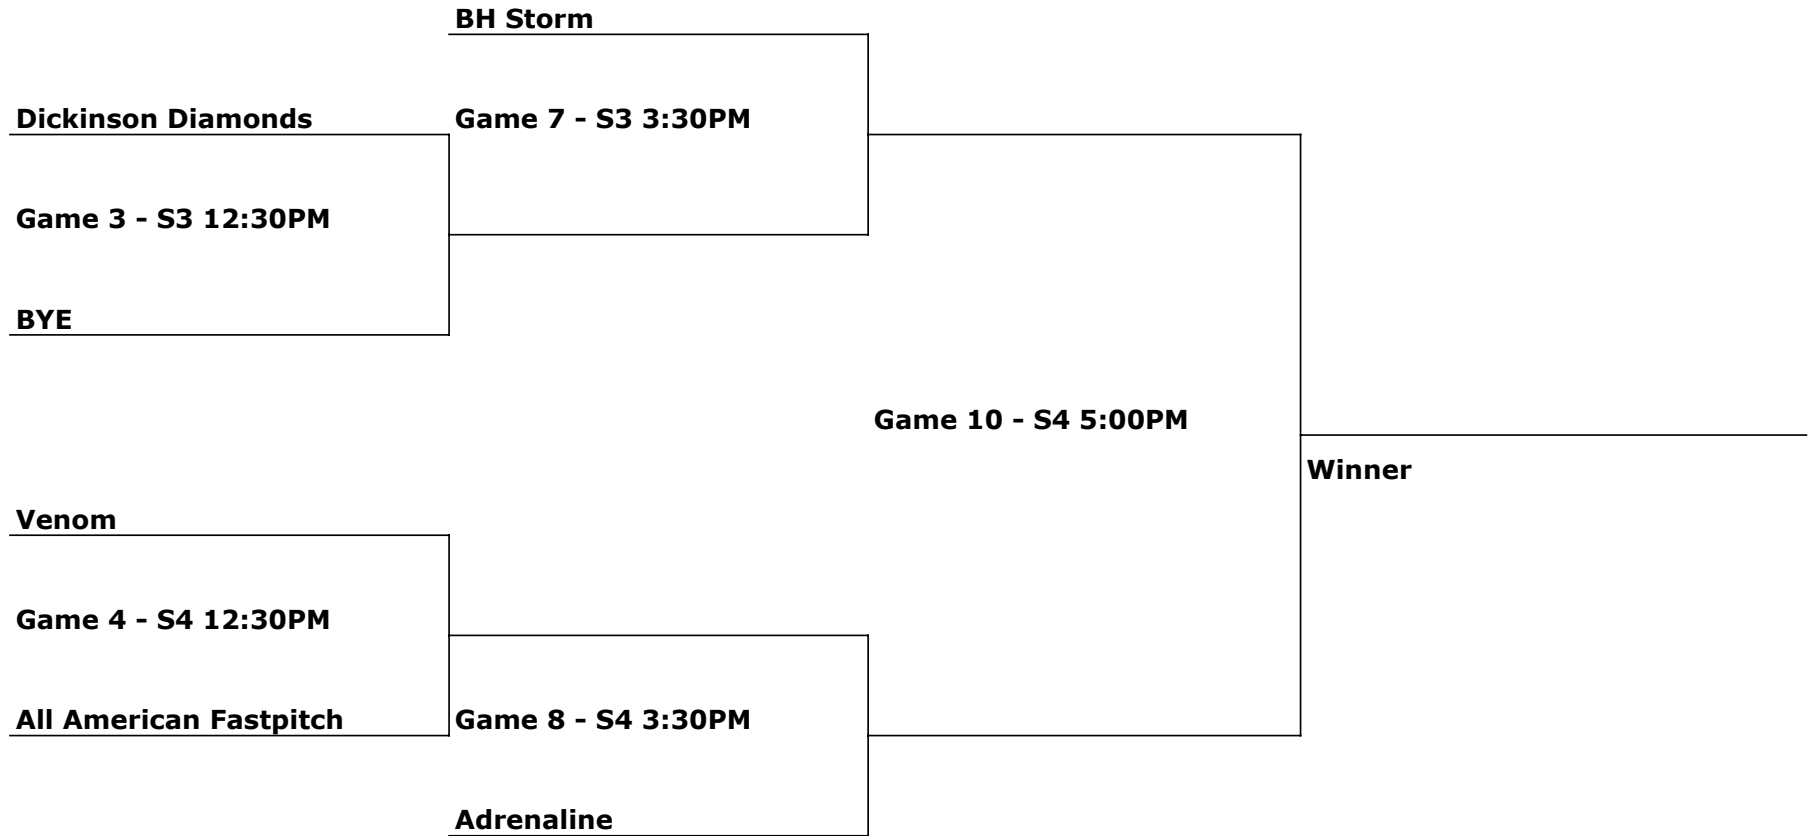 BH Storm
Dickinson Diamonds
Game 7 - S3 3:30PM
Game 3 - S3 12:30PM
BYE
Game 10 - S4 5:00PM
Winner
Venom
Game 4 - S4 12:30PM
All American Fastpitch
Game 8 - S4 3:30PM
Adrenaline